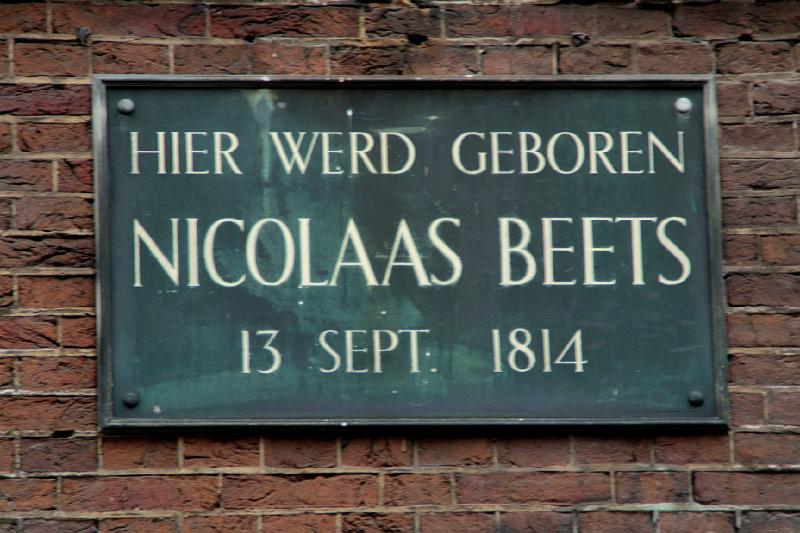 HIER WERD GEBOREN
NICOLAAS BEETS
13 SEPT. 1814